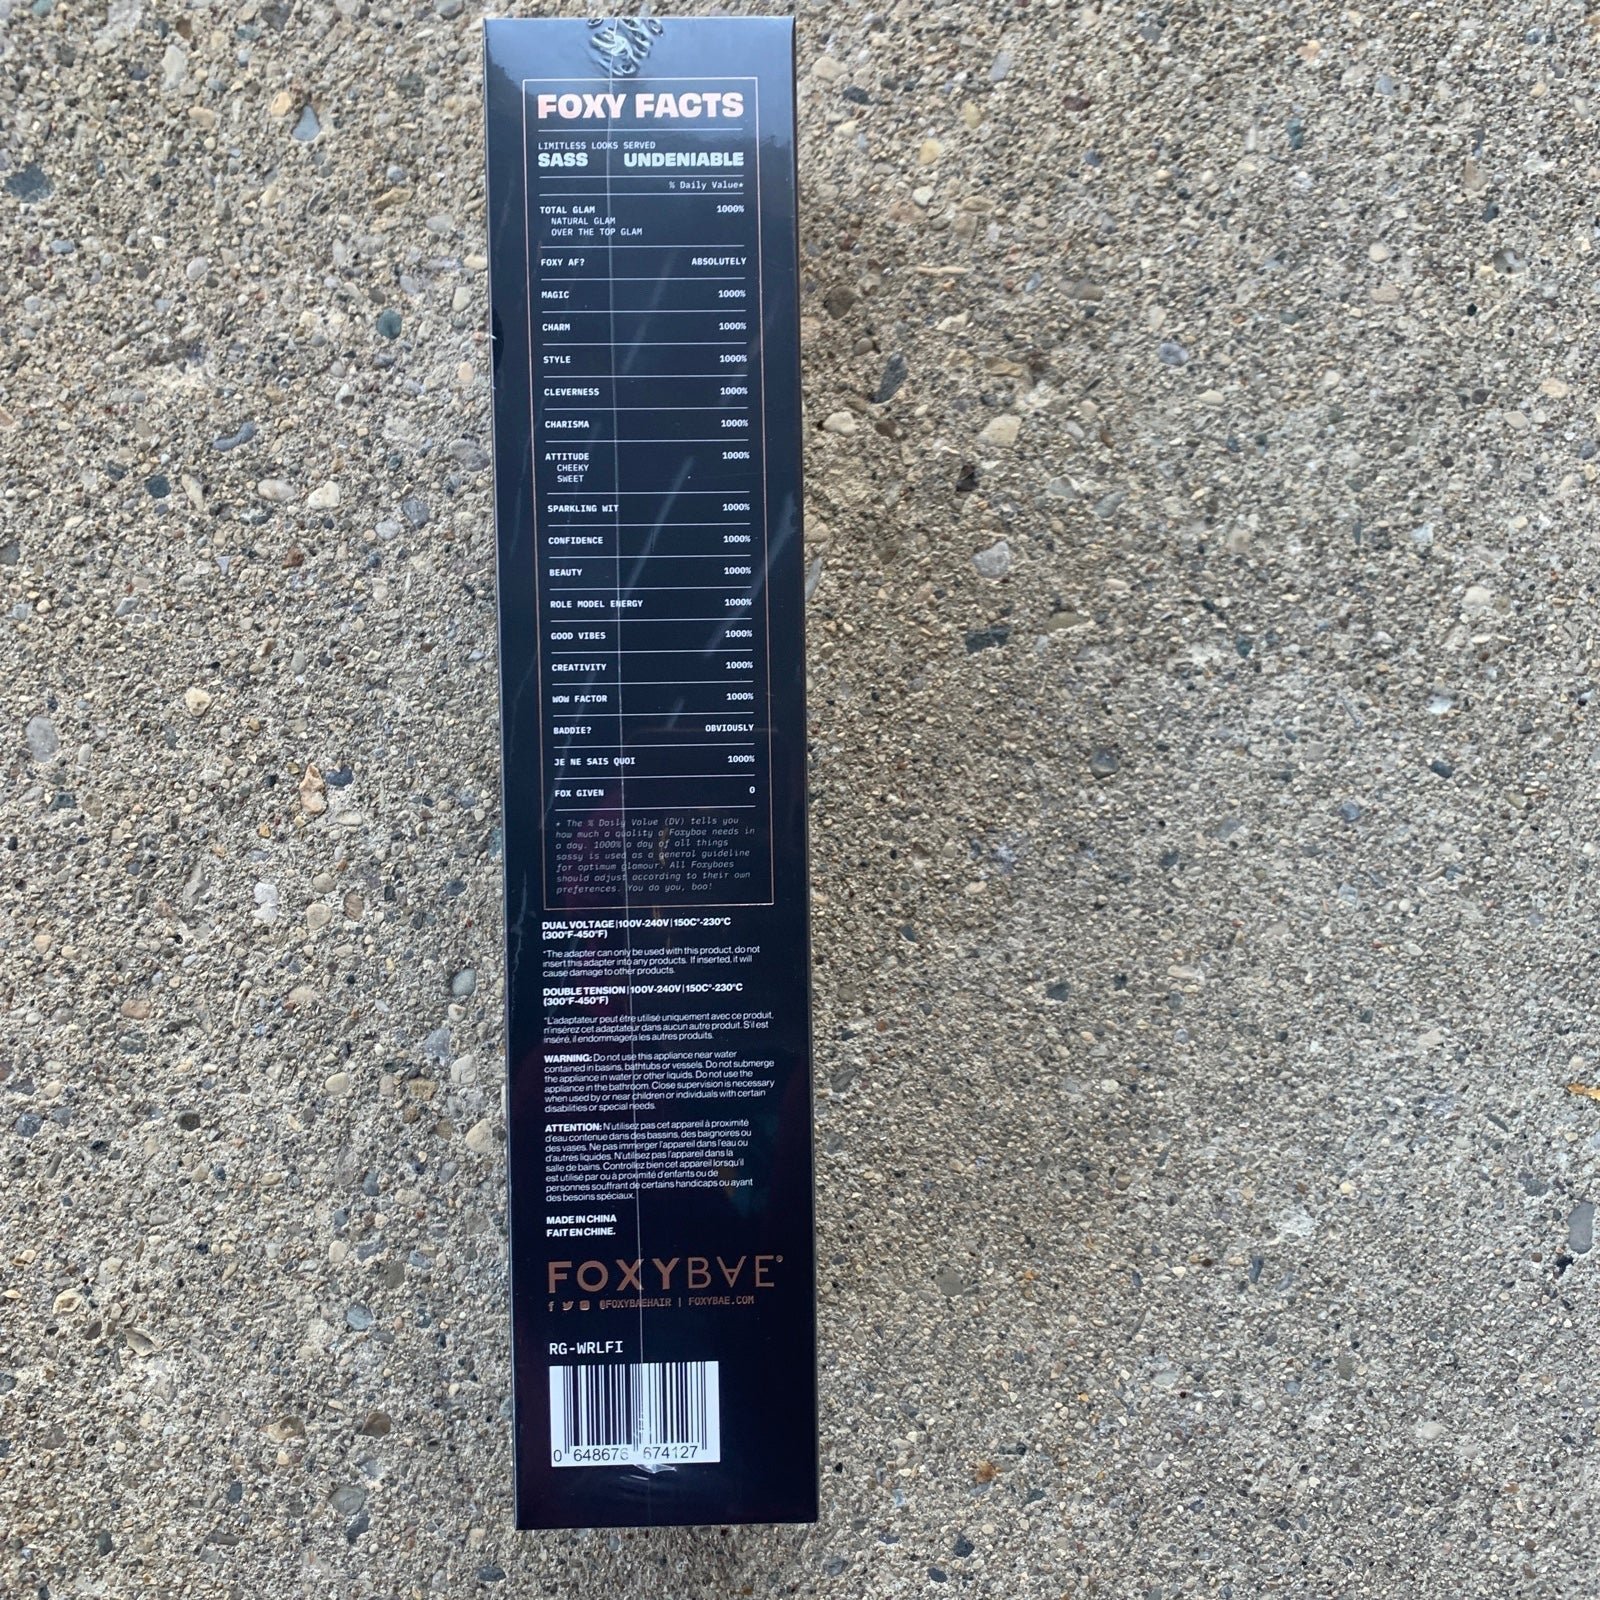 FOXY FACTS
LIMITLESS LOOKS SERVED
SASS UNDENIABLE
% Daily Value*
TOTAL GLAM 1000%
NATURAL GLAM
OVER THE TOP GLAM
FOXY AF? ABSOLUTELY
MAGIC 1000%
CHARM 1000%
STYLE 1000%
CLEVERNESS 1000%
CHARISMA 1000%
ATTITUDE 1000%
CHEEKY
SWEET
SPARKLING WIT 1000%
CONFIDENCE 1000%
BEAUTY 1000%
ROLE MODEL ENERGY 1000%
GOOD VIBES 1000%
CREATIVITY 1000%
WOW FACTOR 1000%
BADDIE? OBVIOUSLY
JE NE SAIS QUOI 1000%
FOX GIVEN 0
* The % Daily Value (DV) tells you
how much a quality a Foxybae needs in
a day. 1000% a day of all things
sassy is used as a general guideline
for optimum glamour. All Foxybaes
should adjust according to their own
preferences. You do you, boo!
DUAL VOLTAGE | 100V-240V | 150C°-230°C
(300°F-450°F)
*The adapter can only be used with this product, do not
insert this adapter into any products. If inserted, it will
cause damage to other products.
DOUBLE TENSION | 100V-240V | 150C°-230°C
(300°F-450°F)
*L'adaptateur peut être utilisé uniquement avec ce produit,
n'insérez cet adaptateur dans aucun autre produit. S'il est
inséré, il endommagera les autres produits.
WARNING: Do not use this appliance near water
contained in basins, bathtubs or vessels. Do not submerge
the appliance in water or other liquids. Do not use the
appliance in the bathroom. Close supervision is necessary
when used by or near children or individuals with certain
disabilities or special needs.
ATTENTION: N'utilisez pas cet appareil à proximité
d'eau contenue dans des bassins, des baignoires ou
des vases. Ne pas immerger l'appareil dans l'eau ou
d'autres liquides. N'utilisez pas l'appareil dans la
salle de bains. Controllez bien cet appareil lorsqu'il
est utilisé par ou à proximité d'enfants ou de
personnes souffrant de certains handicaps ou ayant
des besoins spéciaux.
MADE IN CHINA
FAIT EN CHINE.
FOXYBAE®
@FOXYBAEHAIR | FOXYBAE.COM
RG-WRLFI
0 648676 674127